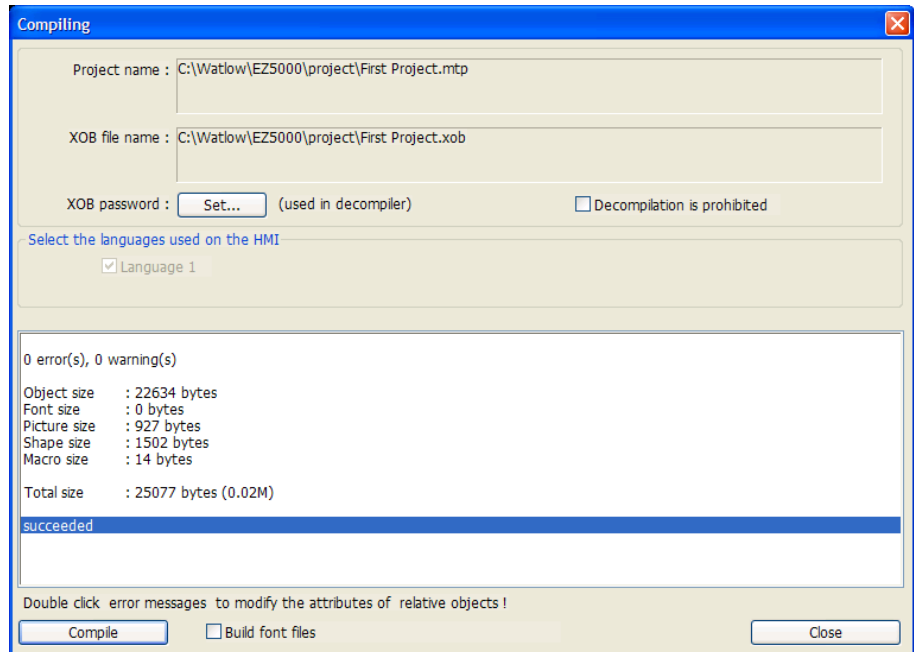 Compiling
Project name : C:\Watlow\EZ5000\project\First Project.mtp
XOB file name : C:\Watlow\EZ5000\project\First Project.xob
XOB password : Set... (used in decompiler) Decompilation is prohibited
Select the languages used on the HMI
Language 1
0 error(s), 0 warning(s)
Object size : 22634 bytes
Font size : 0 bytes
Picture size : 927 bytes
Shape size : 1502 bytes
Macro size : 14 bytes
Total size : 25077 bytes (0.02M)
succeeded
Double click error messages to modify the attributes of relative objects !
Compile Build font files Close